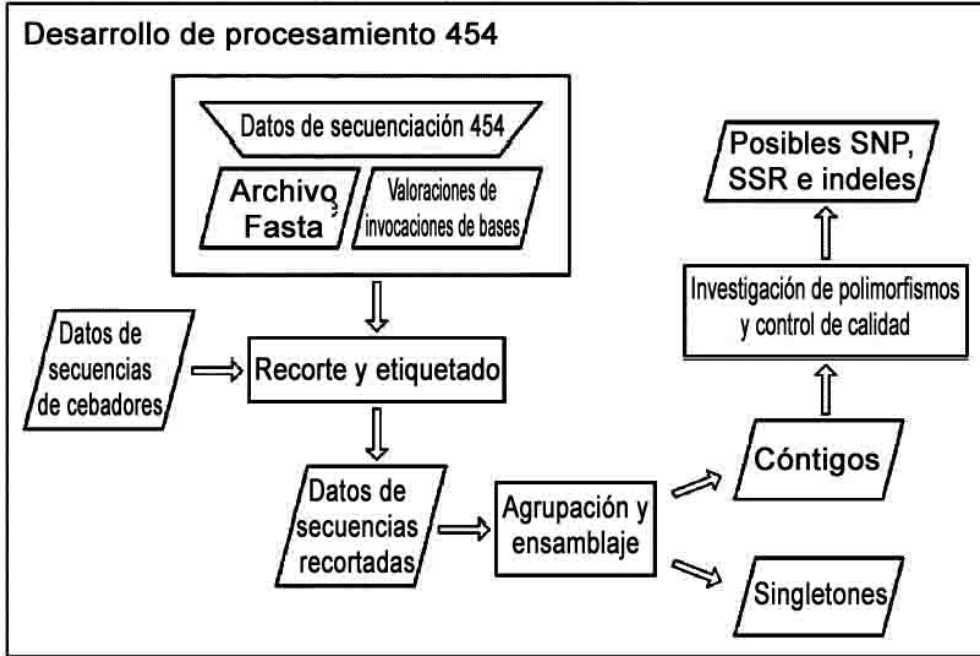 Desarrollo de procesamiento 454
Datos de secuenciación 454
Archivo
Fasta
Valoraciones de
invocaciones de bases
Posibles SNP,
SSR e indeles
Investigación de polimorfismos
y control de calidad
Datos de
secuencias
de cebadores
Recorte y etiquetado
Datos de
secuencias
recortadas
Agrupación y
ensamblaje
Cóntigos
Singletones